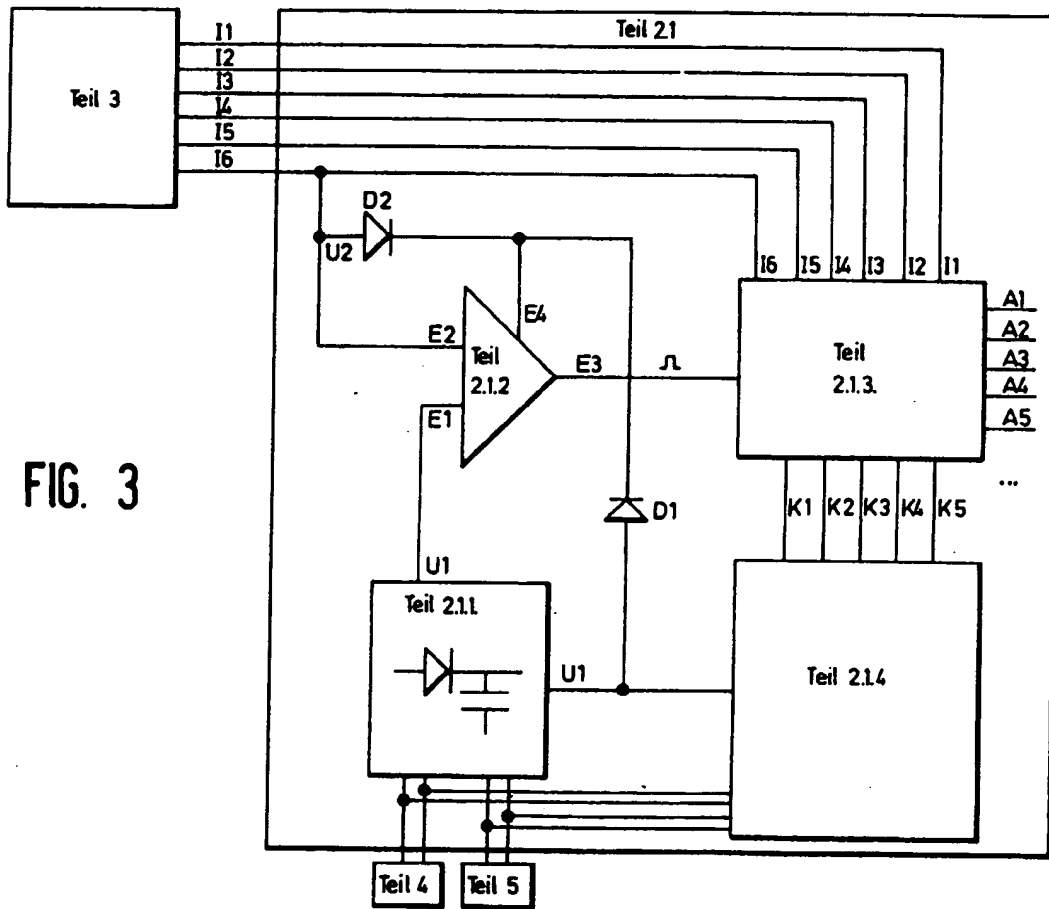 Teil 2.1
I1
I2
I3
I4
I5
I6
Teil 3
D2
U2
I6 I5 I4 I3 I2 I1
E4
E2
Teil
2.1.2
E3
E1
Teil
2.1.3.
A1
A2
A3
A4
A5
...
FIG. 3
D1
K1 K2 K3 K4 K5
U1
Teil 2.1.1.
U1
Teil 2.1.4
Teil 4
Teil 5